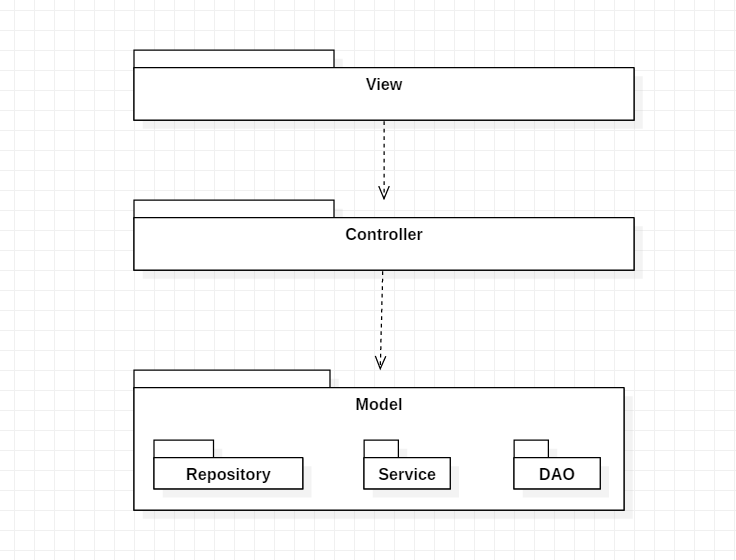 View
Controller
Model
Repository
Service
DAO